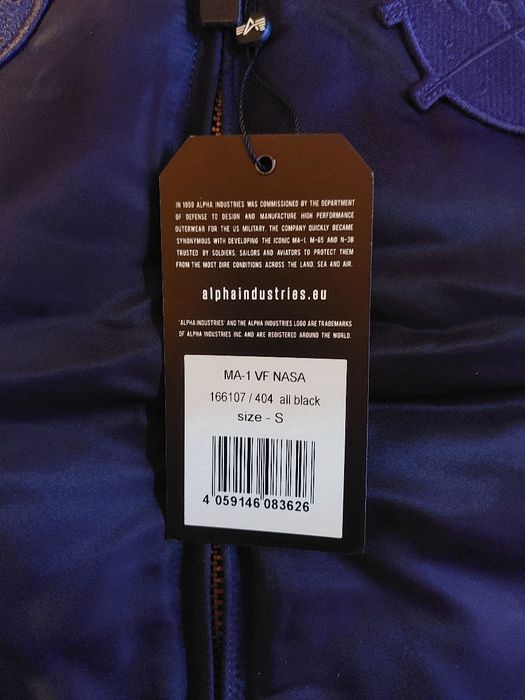 IN 1959 ALPHA INDUSTRIES WAS COMMISSIONED BY THE DEPARTMENT
OF DEFENSE TO DESIGN AND MANUFACTURE HIGH PERFORMANCE
OUTERWEAR FOR THE US MILITARY. THE COMPANY QUICKLY BECAME
SYNONYMOUS WITH DEVELOPING THE ICONIC MA-1, M-65 AND N-3B
TRUSTED BY SOLDIERS, SAILORS AND AVIATORS TO PROTECT THEM
FROM THE MOST DIRE CONDITIONS ACROSS THE LAND, SEA AND AIR.
alphaindustries.eu
'ALPHA INDUSTRIES' AND THE ALPHA INDUSTRIES LOGO ARE TRADEMARKS
OF ALPHA INDUSTRIES INC. AND ARE REGISTERED AROUND THE WORLD.
MA-1 VF NASA
166107 / 404 all black
size - S
4 059146 083626